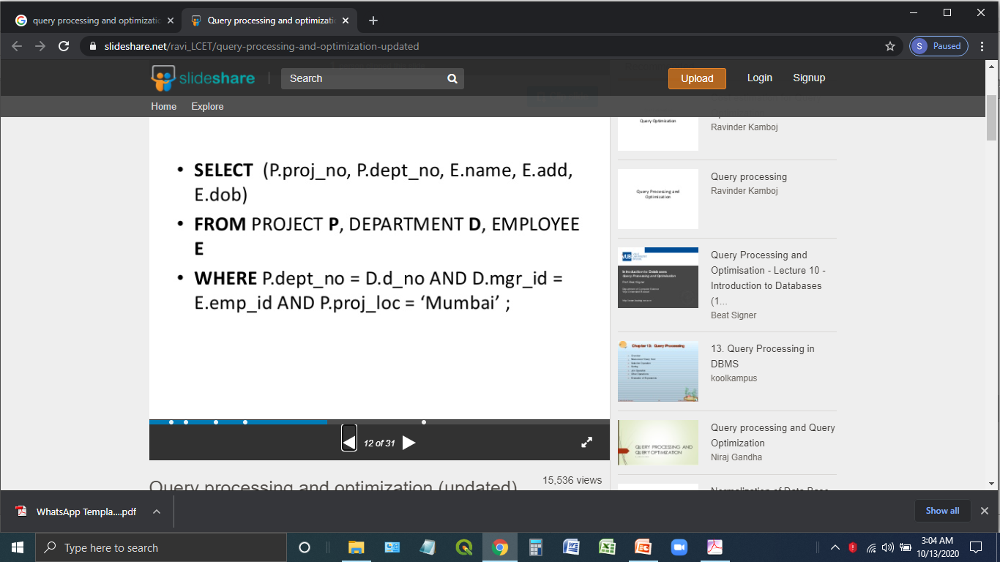 query processing and optimizatio
Query processing and optimizatio
slideshare.net/ravi_LCET/query-processing-and-optimization-updated
S Paused
slideshare
Search
Upload
Login
Signup
Home
Explore
• SELECT (P.proj_no, P.dept_no, E.name, E.add,
E.dob)
• FROM PROJECT P, DEPARTMENT D, EMPLOYEE
E
• WHERE P.dept_no = D.d_no AND D.mgr_id =
E.emp_id AND P.proj_loc = ‘Mumbai’ ;
12 of 31
Query processing and optimization (updated)
15,536 views
Query Optimization
Ravinder Kamboj
Query Processing and
Optimization
Query processing
Ravinder Kamboj
Introduction to Databases
Query Processing and Optimisation
Prof. Beat Signer
Query Processing and
Optimisation - Lecture 10 -
Introduction to Databases
(1...
Beat Signer
Chapter 13: Query Processing
13. Query Processing in
DBMS
koolkampus
QUERY PROCESSING AND
QUERY OPTIMIZATION
Query processing and Query
Optimization
Niraj Gandha
Normalization of Data Base
WhatsApp Templa....pdf
Show all
Type here to search
3:04 AM
10/13/2020